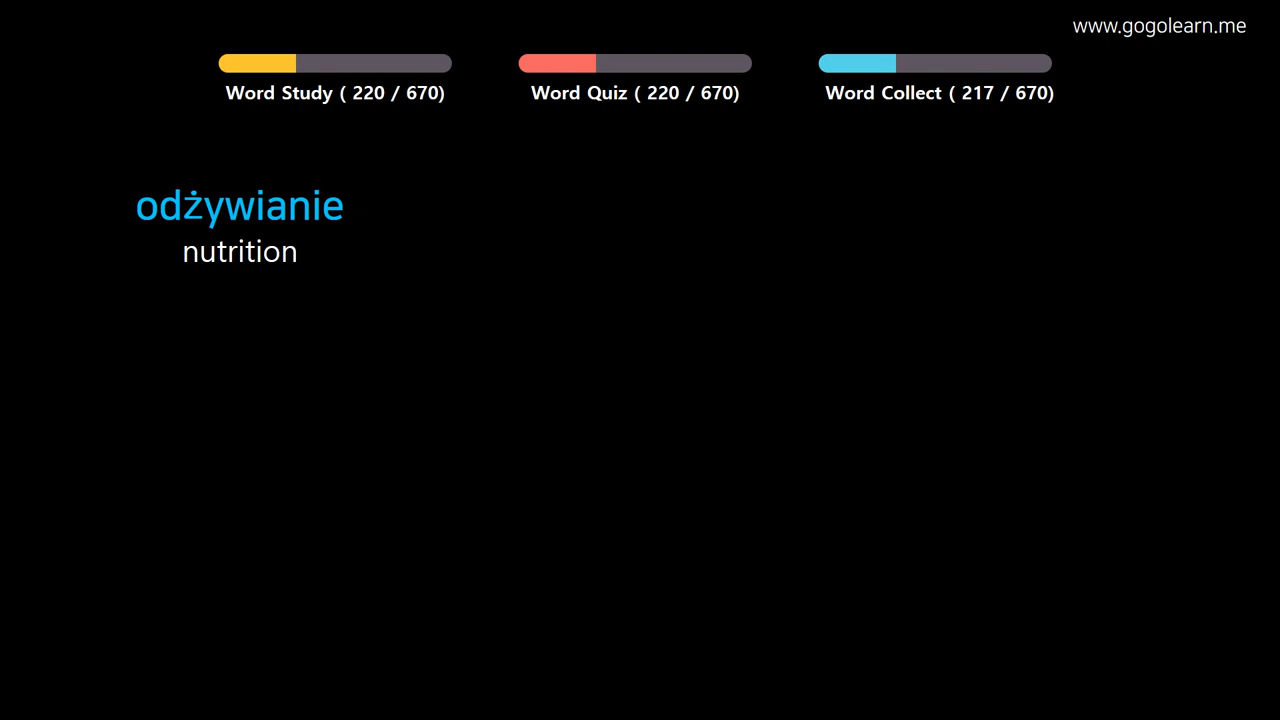 www.gogolearn.me
Word Study ( 220 / 670)
Word Quiz ( 220 / 670)
Word Collect ( 217 / 670)
odżywianie
nutrition